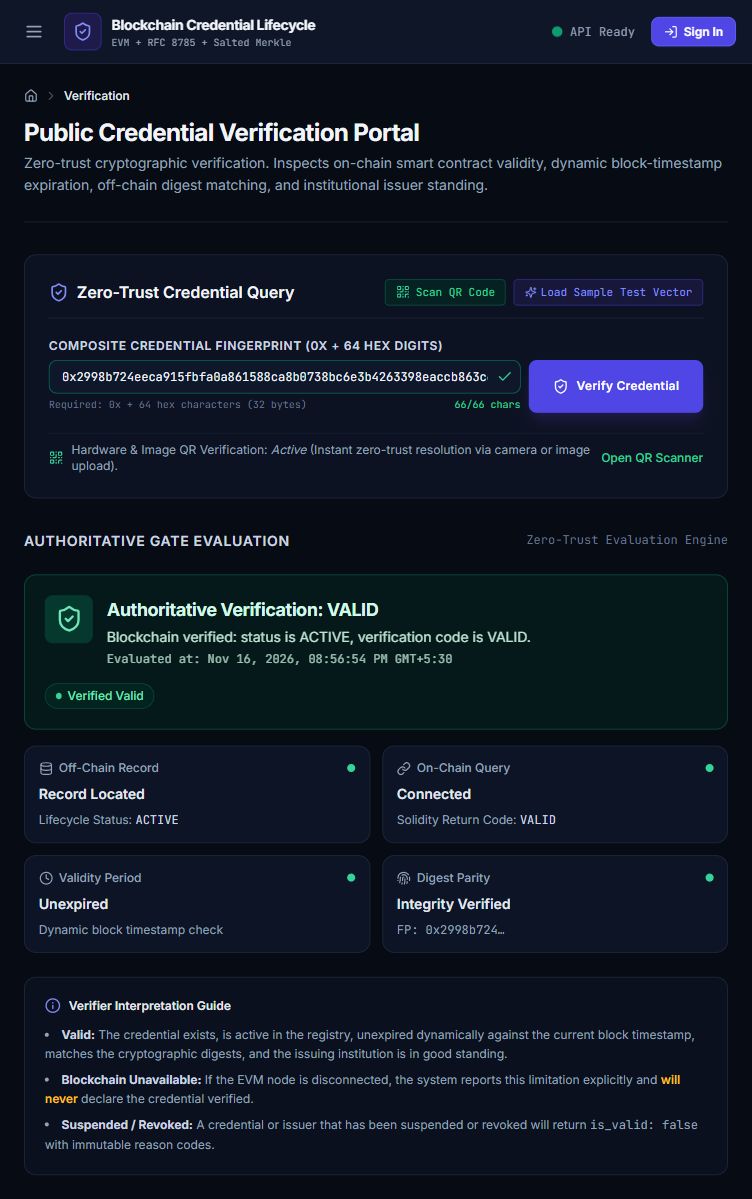 Blockchain Credential Lifecycle
EVM + RFC 8785 + Salted Merkle
API Ready
Sign In
Verification
Public Credential Verification Portal
Zero-trust cryptographic verification. Inspects on-chain smart contract validity, dynamic block-timestamp
expiration, off-chain digest matching, and institutional issuer standing.
Zero-Trust Credential Query
Scan QR Code
Load Sample Test Vector
COMPOSITE CREDENTIAL FINGERPRINT (0X + 64 HEX DIGITS)
0x2998b724eeca915fbfa0a861588ca8b0738bc6e3b4263398eaccb863c
Verify Credential
Required: 0x + 64 hex characters (32 bytes)
66/66 chars
Hardware & Image QR Verification: Active (Instant zero-trust resolution via camera or image
upload).
Open QR Scanner
AUTHORITATIVE GATE EVALUATION
Zero-Trust Evaluation Engine
Authoritative Verification: VALID
Blockchain verified: status is ACTIVE, verification code is VALID.
Evaluated at: Nov 16, 2026, 08:56:54 PM GMT+5:30
Verified Valid
Off-Chain Record
Record Located
Lifecycle Status: ACTIVE
On-Chain Query
Connected
Solidity Return Code: VALID
Validity Period
Unexpired
Dynamic block timestamp check
Digest Parity
Integrity Verified
FP: 0x2998b724…
Verifier Interpretation Guide
• Valid: The credential exists, is active in the registry, unexpired dynamically against the current block timestamp,
matches the cryptographic digests, and the issuing institution is in good standing.
• Blockchain Unavailable: If the EVM node is disconnected, the system reports this limitation explicitly and will
never declare the credential verified.
• Suspended / Revoked: A credential or issuer that has been suspended or revoked will return is_valid: false
with immutable reason codes.